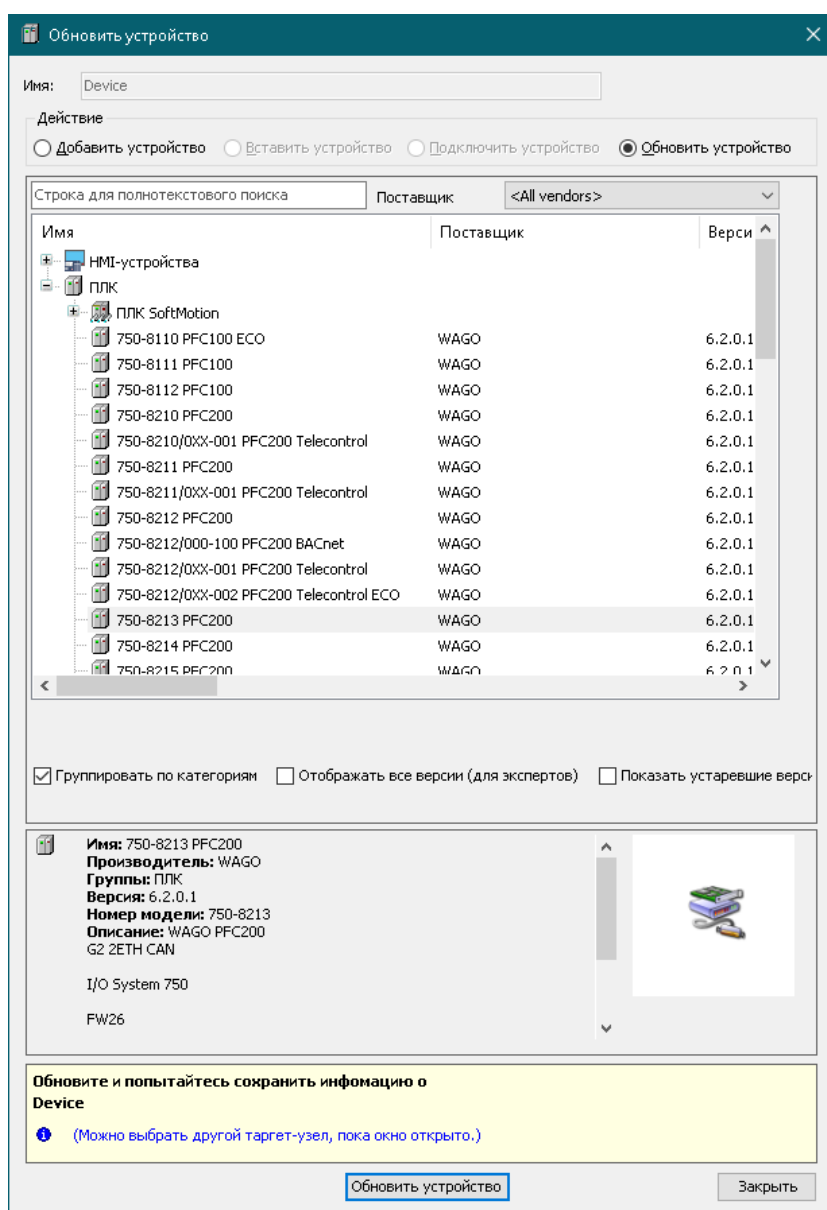 Обновить устройство
Имя: Device
Действие
Добавить устройство Вставить устройство Подключить устройство Обновить устройство
Строка для полнотекстового поиска Поставщик <All vendors>
Имя Поставщик Верси
HMI-устройства
ПЛК
ПЛК SoftMotion
750-8110 PFC100 ECO WAGO 6.2.0.1
750-8111 PFC100 WAGO 6.2.0.1
750-8112 PFC100 WAGO 6.2.0.1
750-8210 PFC200 WAGO 6.2.0.1
750-8210/0XX-001 PFC200 Telecontrol WAGO 6.2.0.1
750-8211 PFC200 WAGO 6.2.0.1
750-8211/0XX-001 PFC200 Telecontrol WAGO 6.2.0.1
750-8212 PFC200 WAGO 6.2.0.1
750-8212/000-100 PFC200 BACnet WAGO 6.2.0.1
750-8212/0XX-001 PFC200 Telecontrol WAGO 6.2.0.1
750-8212/0XX-002 PFC200 Telecontrol ECO WAGO 6.2.0.1
750-8213 PFC200 WAGO 6.2.0.1
750-8214 PFC200 WAGO 6.2.0.1
750-8215 PFC200 WAGO 6.2.0.1
Группировать по категориям Отображать все версии (для экспертов) Показать устаревшие верси
Имя: 750-8213 PFC200
Производитель: WAGO
Группы: ПЛК
Версия: 6.2.0.1
Номер модели: 750-8213
Описание: WAGO PFC200
G2 2ETH CAN
I/O System 750
FW26
Обновите и попытайтесь сохранить инфомацию о
Device
(Можно выбрать другой таргет-узел, пока окно открыто.)
Обновить устройство Закрыть